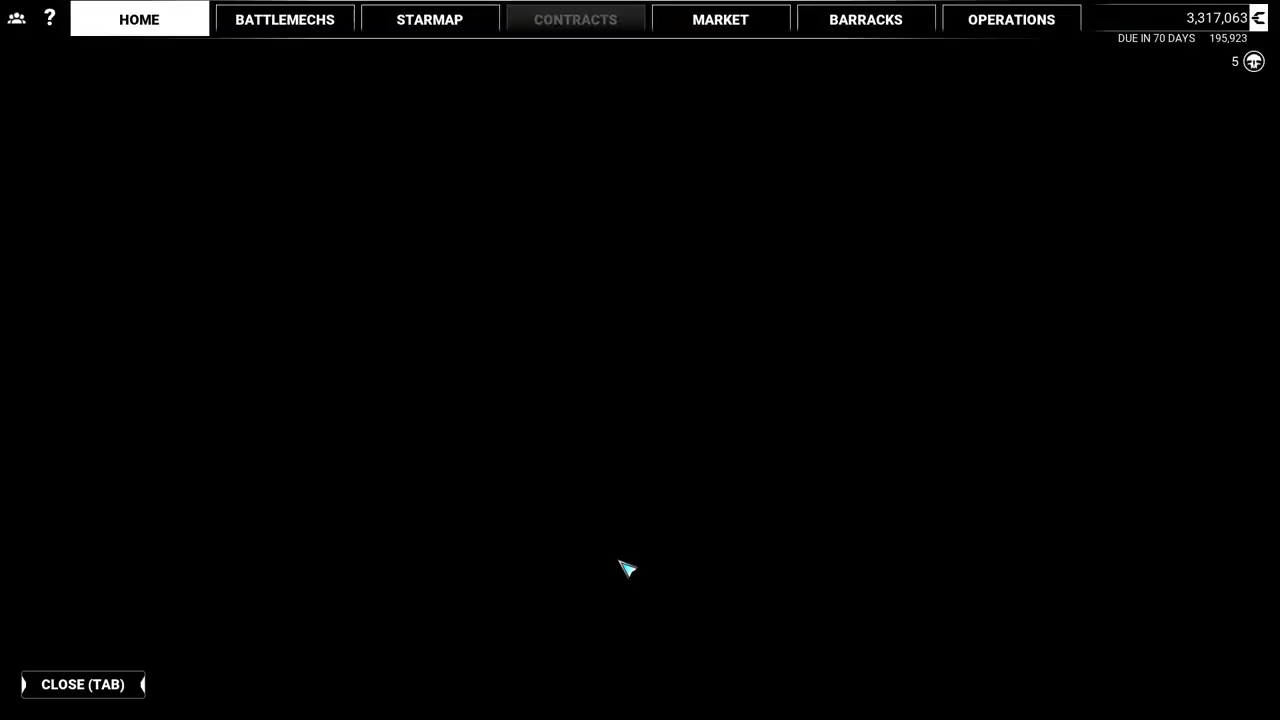 ? HOME BATTLEMECHS STARMAP CONTRACTS MARKET BARRACKS OPERATIONS 3,317,063
DUE IN 70 DAYS 195,923
5
CLOSE (TAB)